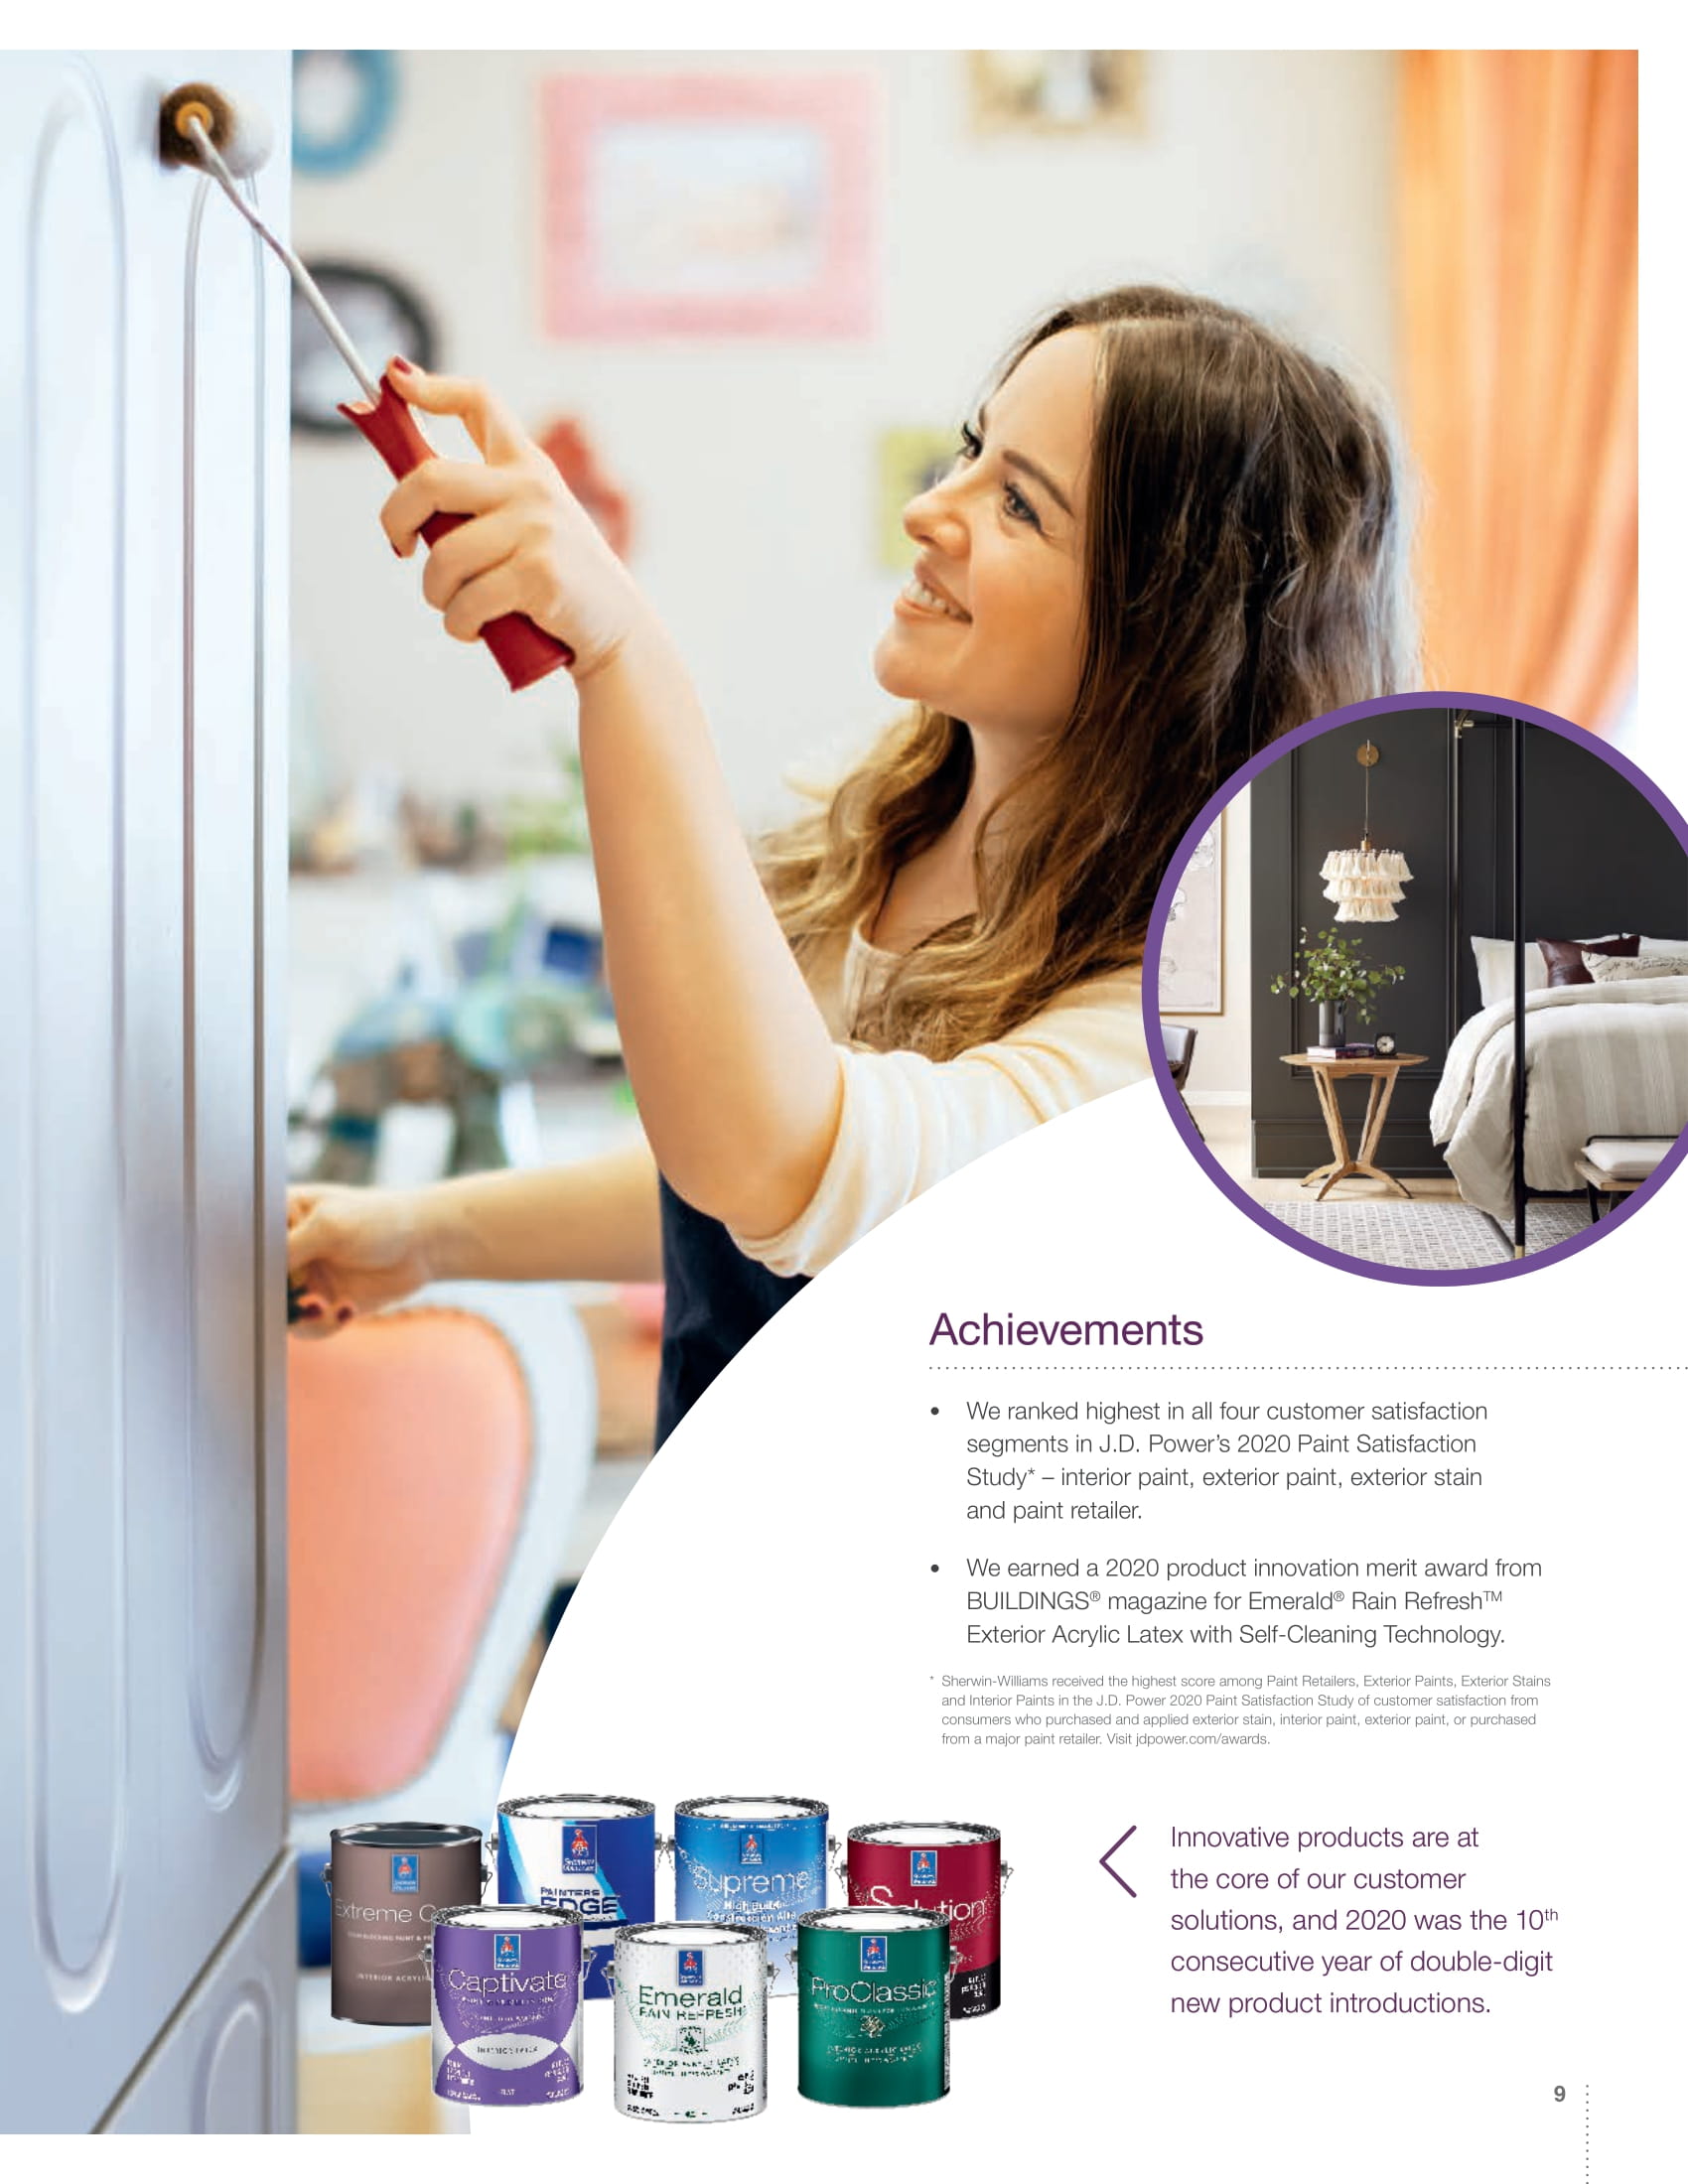 Achievements
• We ranked highest in all four customer satisfaction
segments in J.D. Power’s 2020 Paint Satisfaction
Study* – interior paint, exterior paint, exterior stain
and paint retailer.
• We earned a 2020 product innovation merit award from
BUILDINGS® magazine for Emerald® Rain Refresh™
Exterior Acrylic Latex with Self-Cleaning Technology.
* Sherwin-Williams received the highest score among Paint Retailers, Exterior Paints, Exterior Stains
and Interior Paints in the J.D. Power 2020 Paint Satisfaction Study of customer satisfaction from
consumers who purchased and applied exterior stain, interior paint, exterior paint, or purchased
from a major paint retailer. Visit jdpower.com/awards.
Extreme
INTERIOR
PAINTERS
EDGE
Supreme
High Build
Captivate
INTERIOR LATEX
Emerald
RAIN REFRESH
ProClassic
Innovative products are at
the core of our customer
solutions, and 2020 was the 10th
consecutive year of double-digit
new product introductions.
9